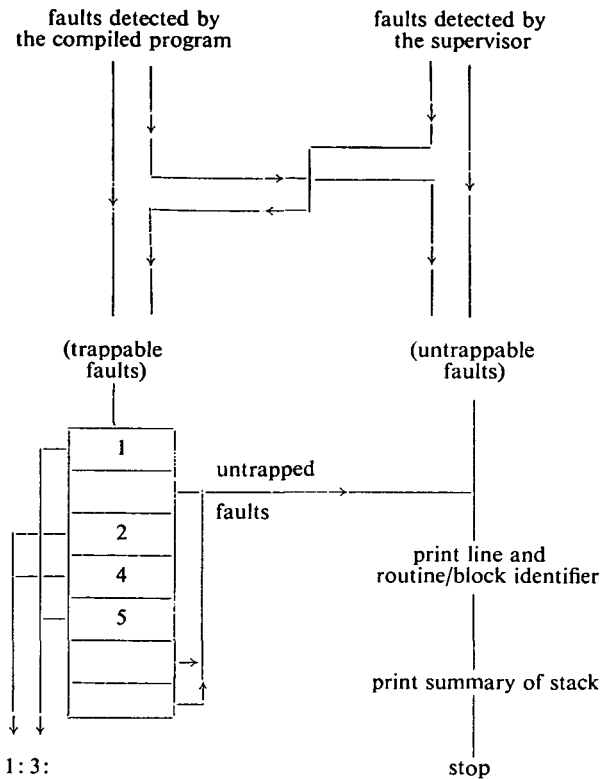 faults detected by
the compiled program
faults detected by
the supervisor
(trappable
faults)
(untrappable
faults)
1
untrapped
faults
2
4
5
print line and
routine/block identifier
print summary of stack
1: 3:
stop